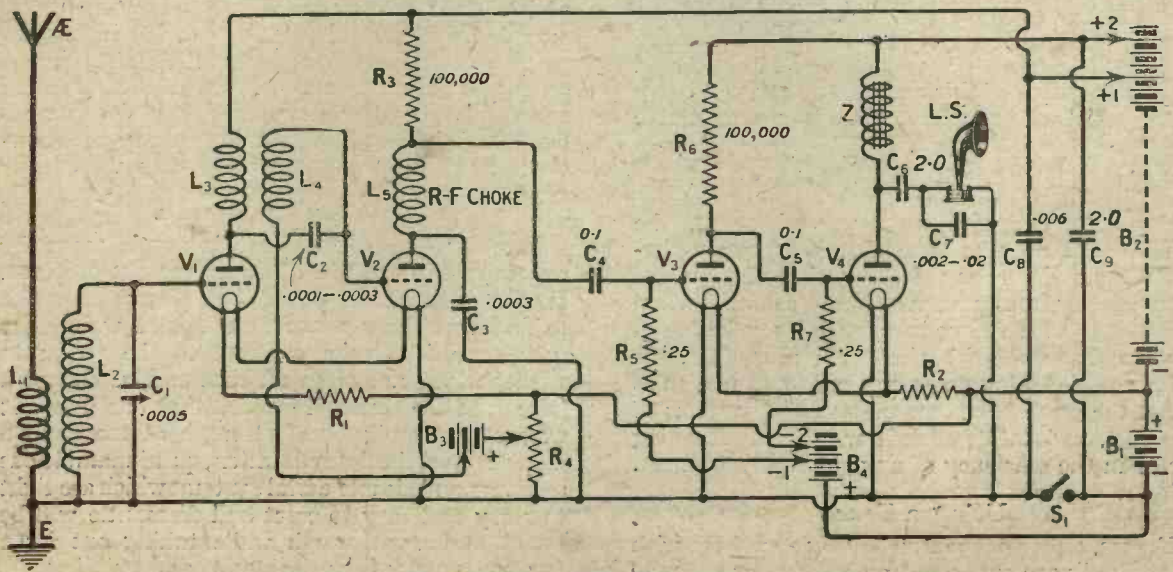 Æ
+2
R3
100,000
+1
L.S.
Z
R6
100,000
L3
L4
L5
R-F CHOKE
C6 2.0
C7
.002-.02
.006
2.0
C8
C9
B2
V1
C2
.0001-.0003
V2
.0003
C3
0.1
C4
V3
0.1
C5
V4
R5
.25
R7
.25
R2
-
L1
L2
C1
.0005
R1
B3
+
R4
2
-1
B4
+
B1
+
-
S1
E